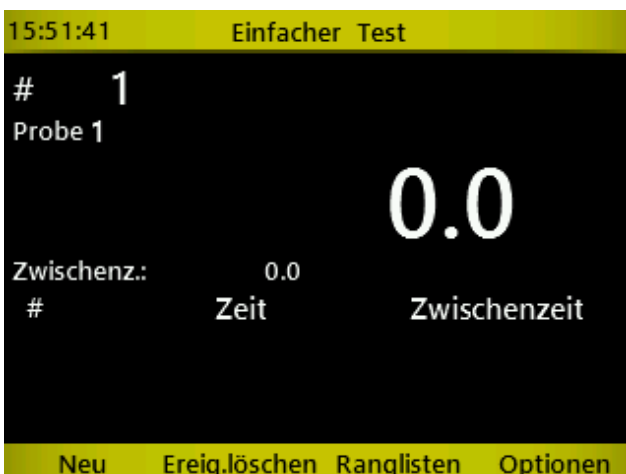 15:51:41 Einfacher Test
# 1
Probe 1
0.0
Zwischenz.: 0.0
# Zeit Zwischenzeit
Neu Ereig.löschen Ranglisten Optionen